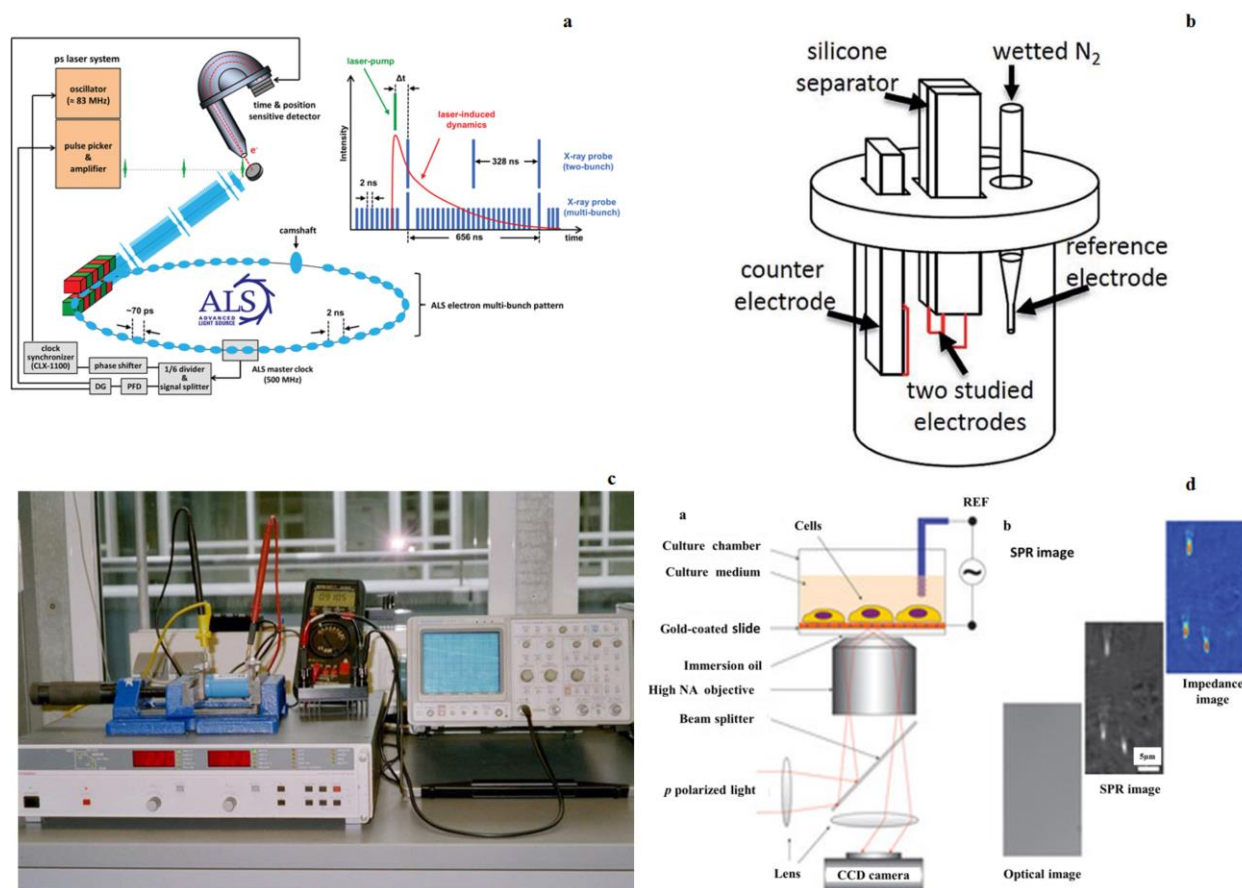 a
ps laser system
oscillator
(≈ 83 MHz)
pulse picker
&
amplifier
e-
time & position
sensitive detector
laser-pump
Δt
laser-induced
dynamics
Intensity
X-ray probe
(two-bunch)
328 ns
2 ns
X-ray probe
(multi-bunch)
656 ns
time
camshaft
ALS
ADVANCED
LIGHT SOURCE
ALS electron multi-bunch pattern
~70 ps
2 ns
clock
synchronizer
(CLX-1100)
phase shifter
1/6 divider
&
signal splitter
ALS master clock
(500 MHz)
DG
PFD
b
silicone
separator
wetted N2
counter
electrode
reference
electrode
two studied
electrodes
c
d
a
Cells
REF
Culture chamber
Culture medium
Gold-coated slide
Immersion oil
High NA objective
Beam splitter
p polarized light
Lens
CCD camera
b
SPR image
Impedance
image
5μm
SPR image
Optical image